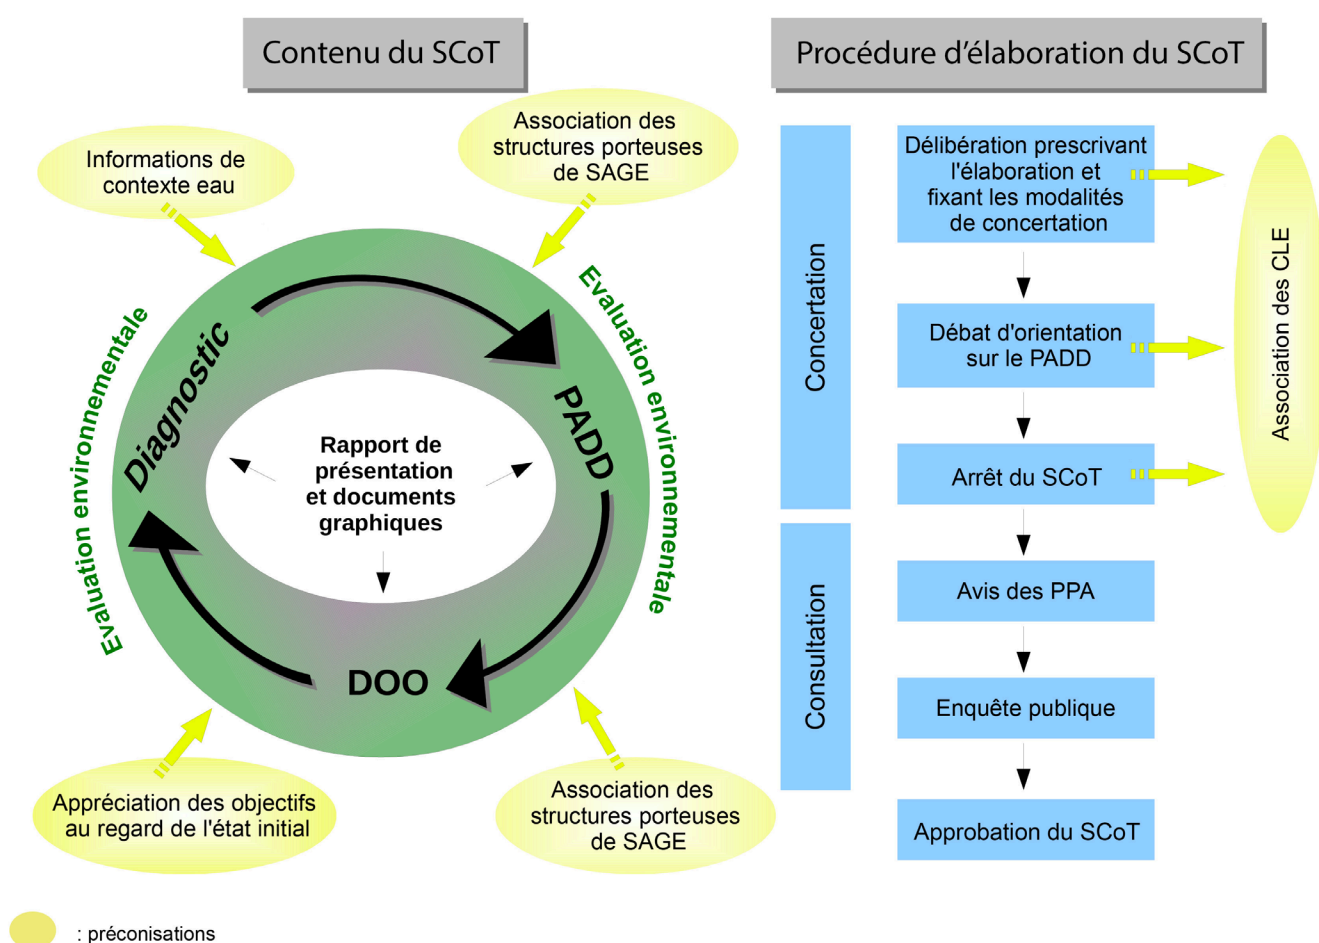 Contenu du SCoT
Informations de
contexte eau
Association des
structures porteuses
de SAGE
Evaluation environnementale
Evaluation environnementale
Diagnostic
PADD
DOO
Rapport de
présentation
et documents
graphiques
Appréciation des objectifs
au regard de l'état initial
Association des
structures porteuses
de SAGE
: préconisations
Procédure d'élaboration du SCoT
Concertation
Consultation
Délibération prescrivant
l'élaboration et
fixant les modalités
de concertation
Débat d'orientation
sur le PADD
Arrêt du SCoT
Avis des PPA
Enquête publique
Approbation du SCoT
Association des CLE